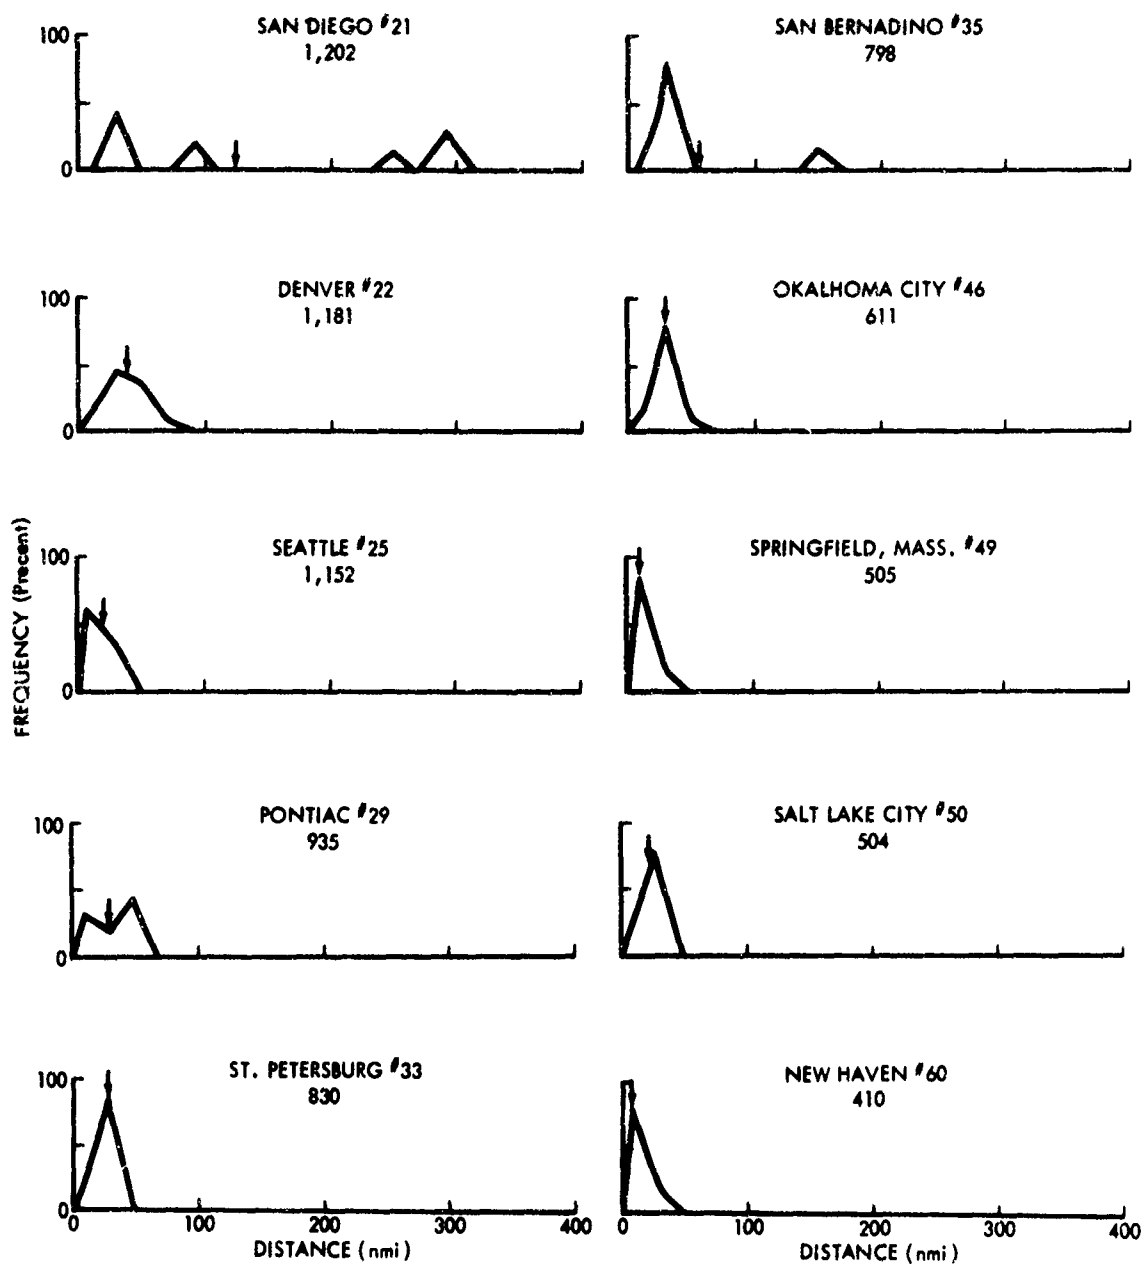 SAN DIEGO #21
1,202
100
0
SAN BERNADINO #35
798
DENVER #22
1,181
100
0
OKALHOMA CITY #46
611
SEATTLE #25
1,152
100
0
SPRINGFIELD, MASS. #49
505
FREQUENCY (Precent)
PONTIAC #29
935
100
0
SALT LAKE CITY #50
504
ST. PETERSBURG #33
830
100
0
0 100 200 300 400
DISTANCE (nmi)
NEW HAVEN #60
410
0 100 200 300 400
DISTANCE (nmi)